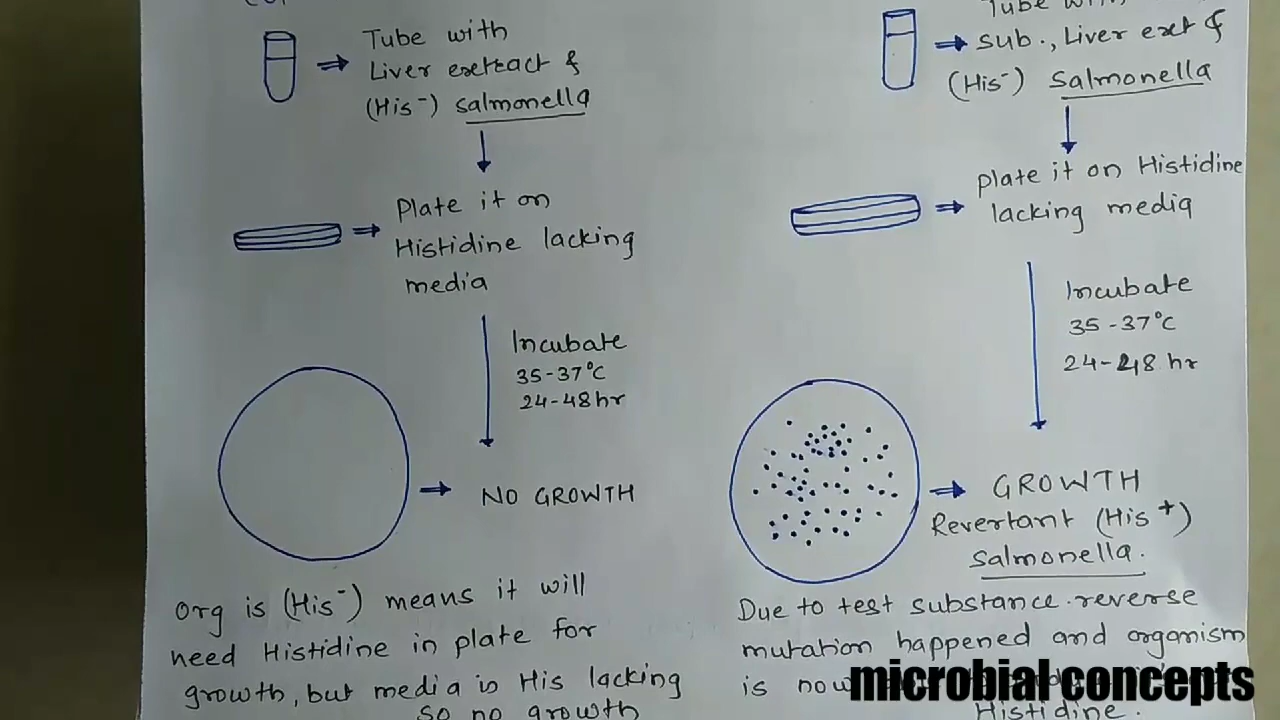 Tube with
Liver extract &
(His⁻) Salmonella
Plate it on
Histidine lacking
media
Incubate
35-37°C
24-48hr
NO GROWTH
Org is (His⁻) means it will
need Histidine in plate for
growth, but media is His lacking
so no growth
Tube
sub., Liver ext &
(His⁻) Salmonella
plate it on Histidine
lacking media
Incubate
35-37°C
24-48 hr
GROWTH
Revertant (His⁺)
Salmonella.
Due to test substance.reverse
mutation happened and organism
is now
Histidine.
microbial concepts